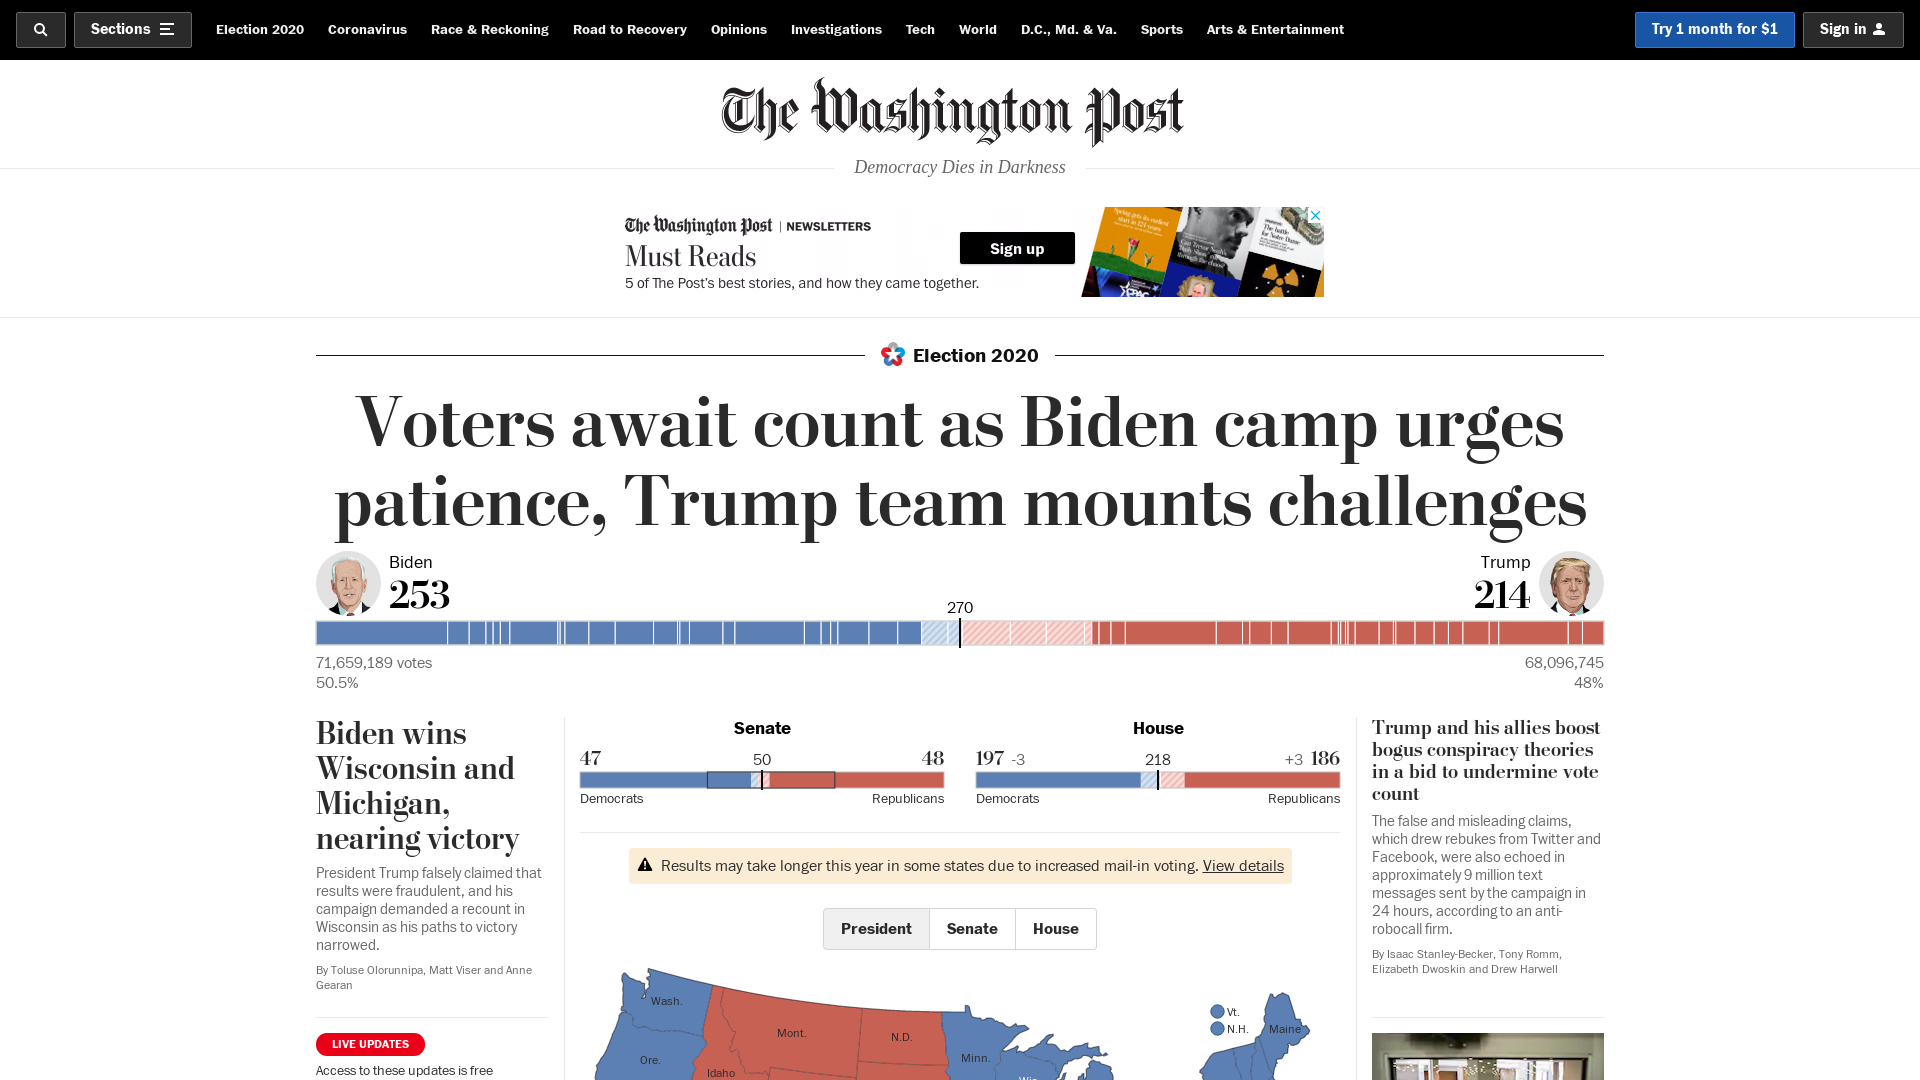 Sections
Election 2020
Coronavirus
Race & Reckoning
Road to Recovery
Opinions
Investigations
Tech
World
D.C., Md. & Va.
Sports
Arts & Entertainment
Try 1 month for $1
Sign in
The Washington Post
Democracy Dies in Darkness
The Washington Post | NEWSLETTERS
Must Reads
5 of The Post's best stories, and how they came together.
Sign up
Election 2020
Voters await count as Biden camp urges
patience, Trump team mounts challenges
Biden
253
Trump
214
270
71,659,189 votes
50.5%
68,096,745
48%
Biden wins
Wisconsin and
Michigan,
nearing victory
President Trump falsely claimed that
results were fraudulent, and his
campaign demanded a recount in
Wisconsin as his paths to victory
narrowed.
By Toluse Olorunnipa, Matt Viser and Anne
Gearan
LIVE UPDATES
Access to these updates is free
Senate
47
50
48
Democrats
Republicans
House
197 -3
218
+3 186
Democrats
Republicans
Results may take longer this year in some states due to increased mail-in voting. View details
President
Senate
House
Wash.
Mont.
N.D.
Minn.
Ore.
Idaho
Vt.
N.H.
Maine
Trump and his allies boost
bogus conspiracy theories
in a bid to undermine vote
count
The false and misleading claims,
which drew rebukes from Twitter and
Facebook, were also echoed in
approximately 9 million text
messages sent by the campaign in
24 hours, according to an anti-
robocall firm.
By Isaac Stanley-Becker, Tony Romm,
Elizabeth Dwoskin and Drew Harwell